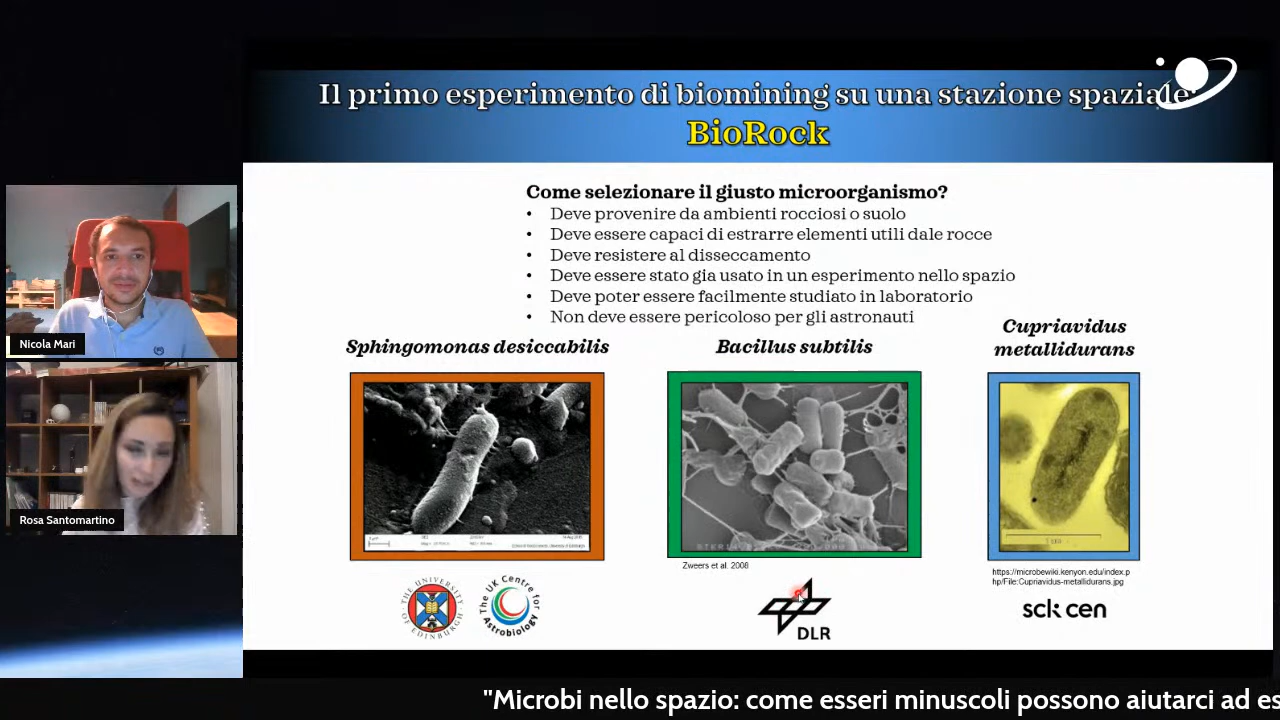 Il primo esperimento di biomining su una stazione spaziale:
BioRock
Come selezionare il giusto microorganismo?
• Deve provenire da ambienti rocciosi o suolo
• Deve essere capaci di estrarre elementi utili dale rocce
• Deve resistere al disseccamento
• Deve essere stato gia usato in un esperimento nello spazio
• Deve poter essere facilmente studiato in laboratorio
• Non deve essere pericoloso per gli astronauti
Sphingomonas desiccabilis
Bacillus subtilis
Cupriavidus
metallidurans
Nicola Mari
Rosa Santomartino
Zweers et al. 2008
https://microbewiki.kenyon.edu/index.p
hp/File:Cupriavidus-metallidurans.jpg
THE UNIVERSITY OF EDINBURGH
The UK Centre for Astrobiology
DLR
sck cen
"Microbi nello spazio: come esseri minuscoli possono aiutarci ad es